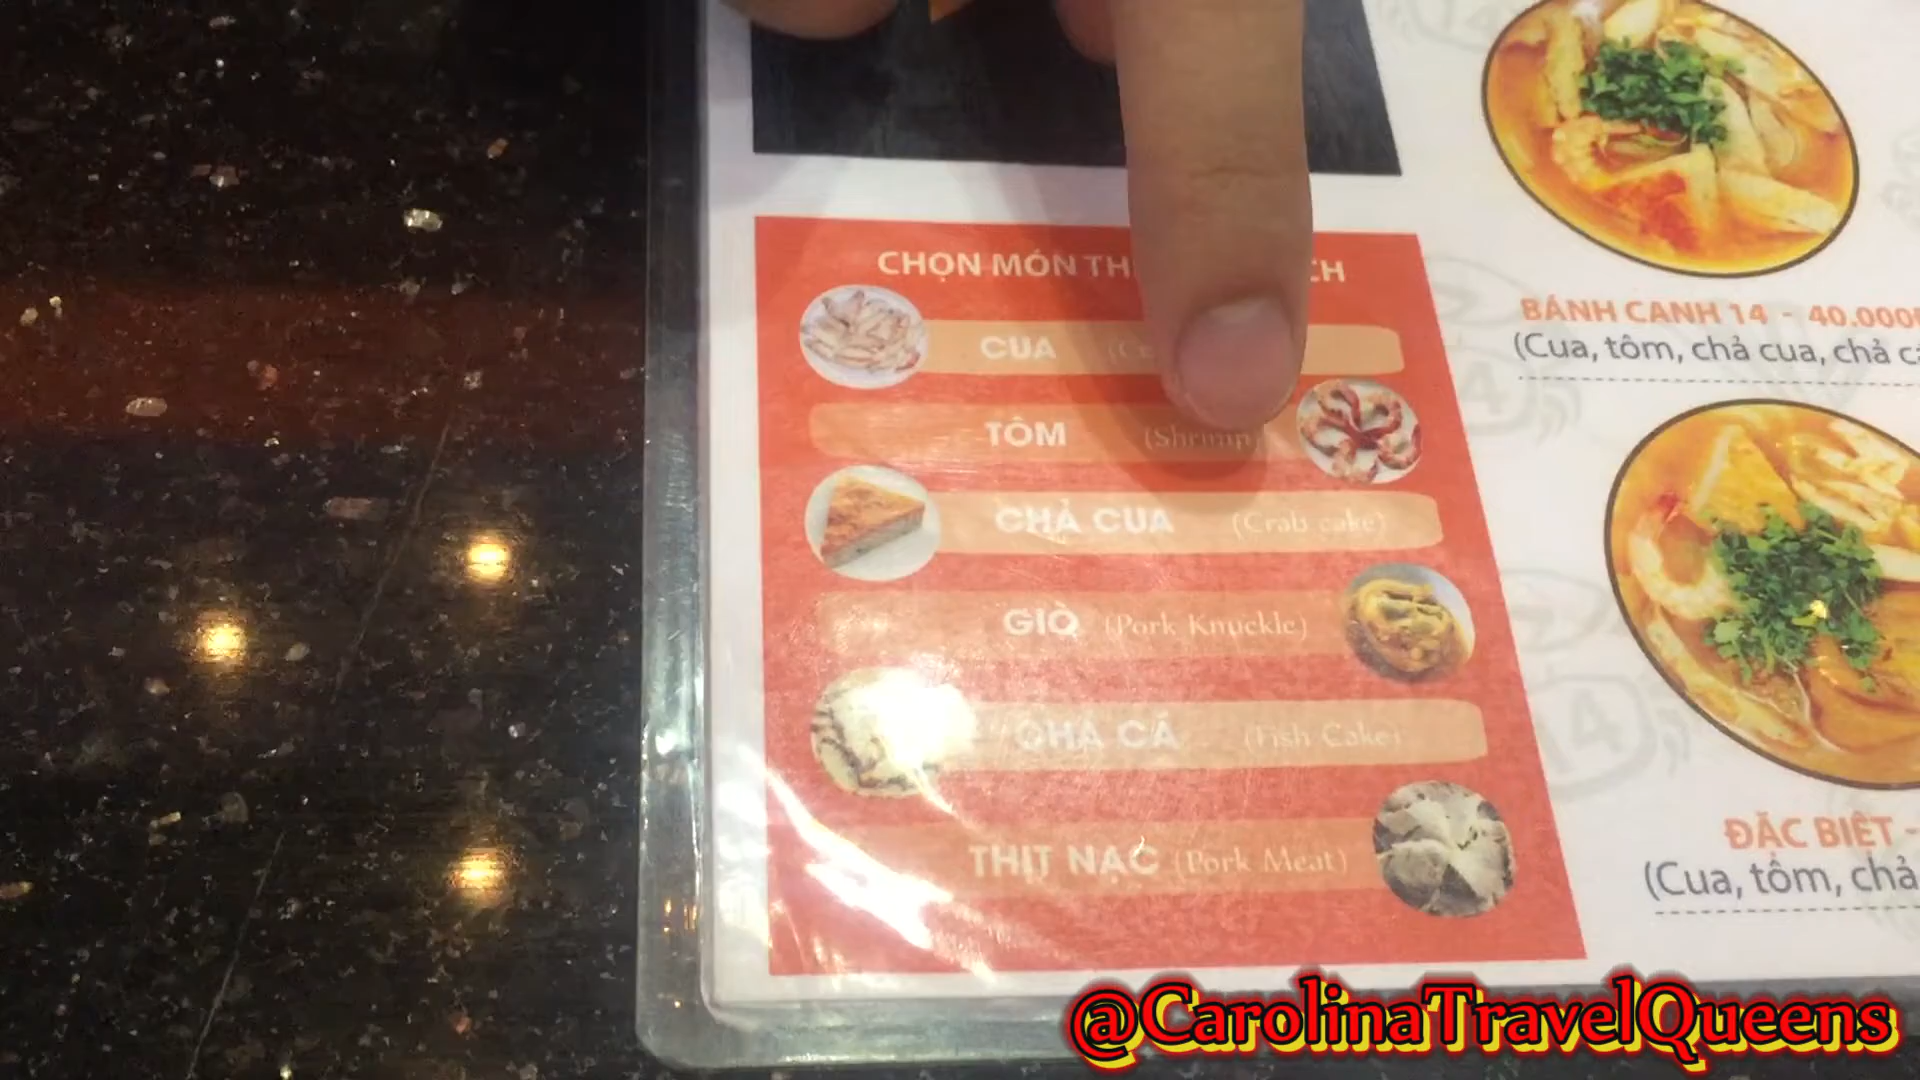 CHỌN MÓN CH
CUA
TÔM (Shrimp)
CHẢ CUA (Crab cake)
GIÒ (Pork Knuckle)
CHẢ CÁ (Fish Cake)
THỊT NẠC (Pork Meat)
BÁNH CANH 14 - 40.000
(Cua, tôm, chả cua, chả
ĐẶC BIỆT -
(Cua, tôm, chả
@CarolinaTravelQueens